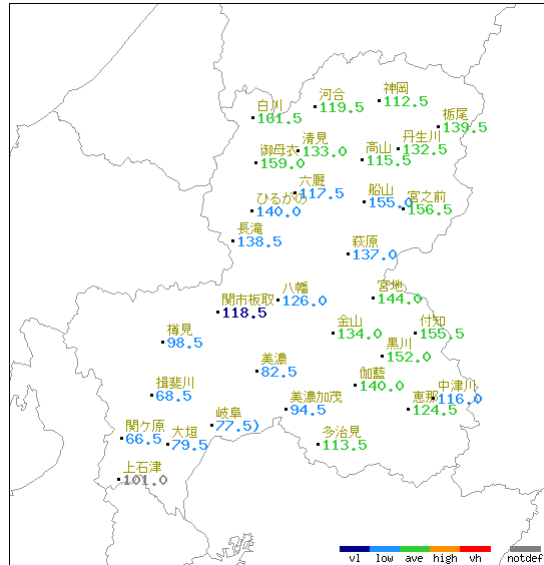 神岡
112.5
河合
119.5
白川
161.5
栃尾
139.5
丹生川
132.5
清見
133.0
高山
115.5
御母衣
159.0
六厩
117.5
船山
155.0
宮之前
156.5
ひるがの
140.0
長滝
138.5
萩原
137.0
八幡
126.0
宮地
144.0
関市板取
118.5
金山
134.0
付知
155.5
樽見
98.5
黒川
152.0
美濃
82.5
伽藍
140.0
揖斐川
68.5
中津川
116.0
恵那
124.5
美濃加茂
94.5
岐阜
77.5)
関ケ原
66.5
大垣
79.5
多治見
113.5
上石津
101.0
vl low ave high vh notdef